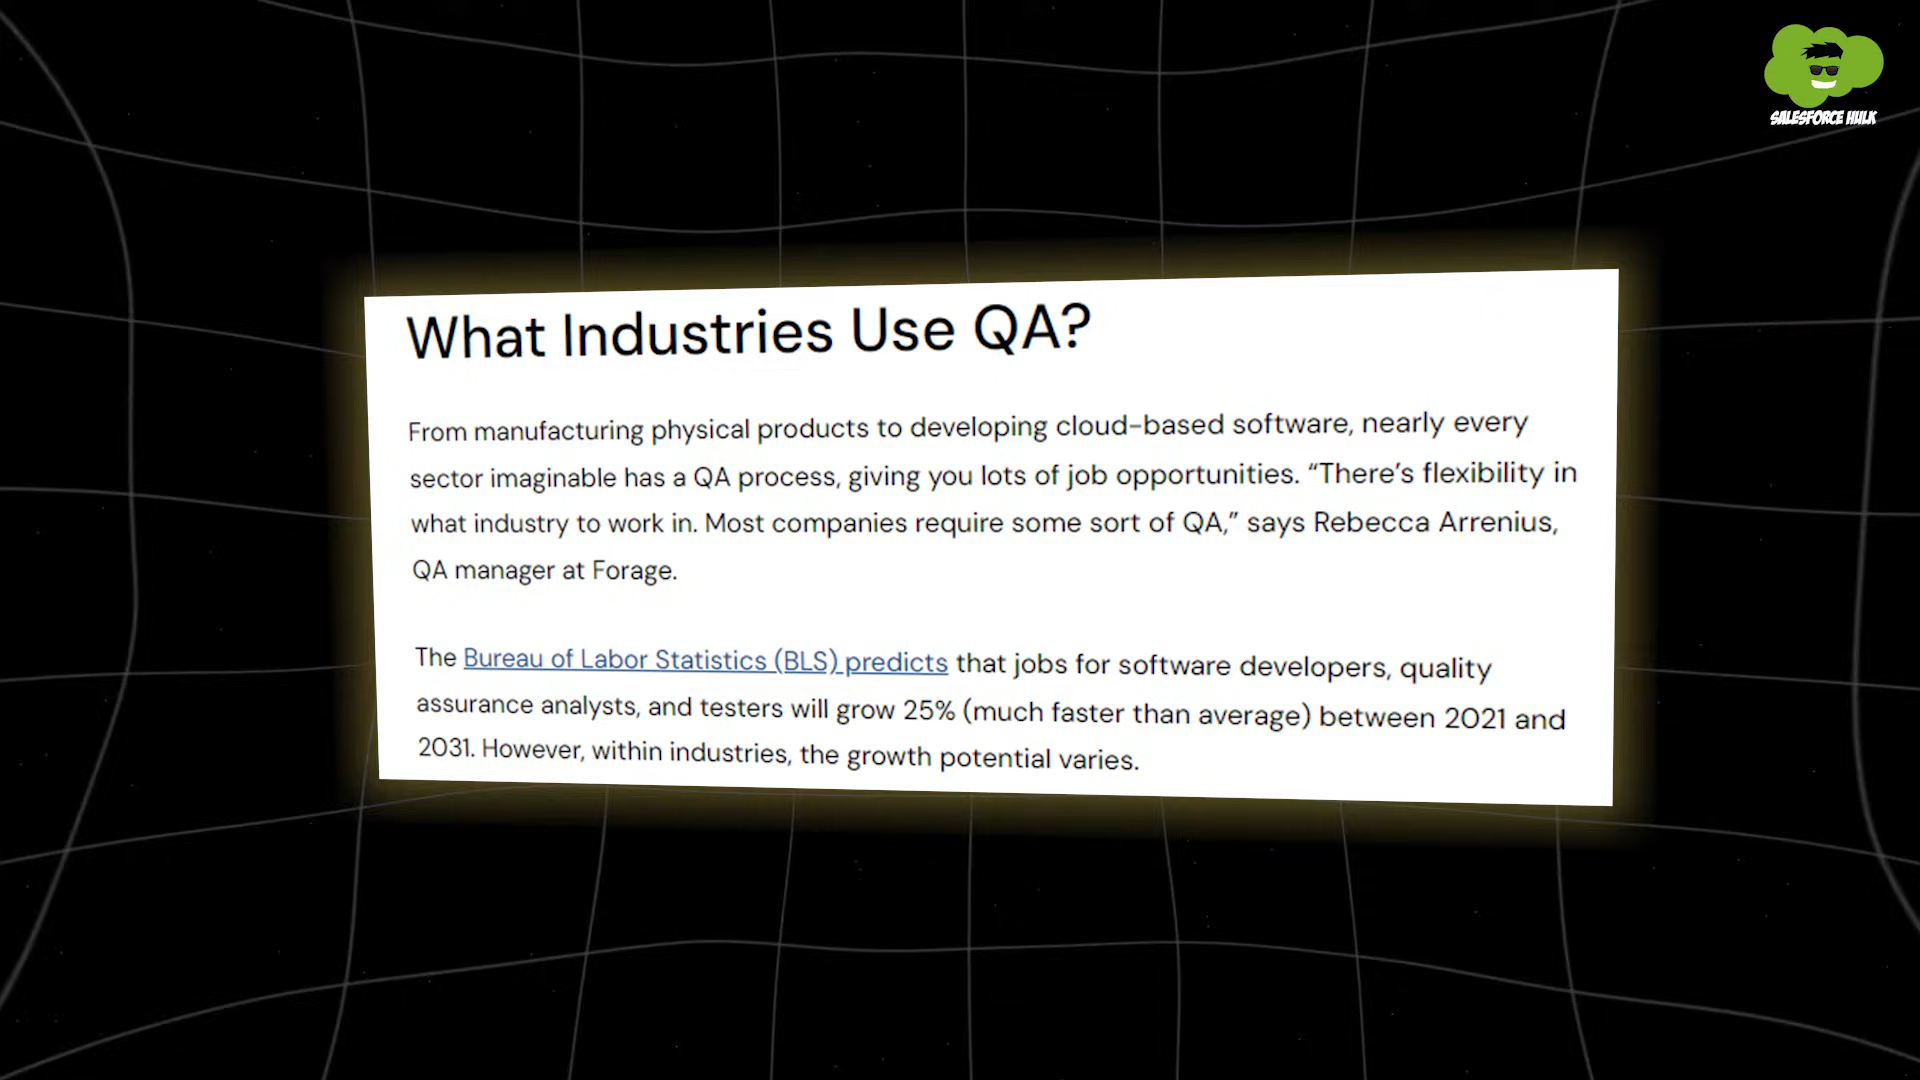 SALESFORCE HULK
What Industries Use QA?
From manufacturing physical products to developing cloud-based software, nearly every
sector imaginable has a QA process, giving you lots of job opportunities. “There’s flexibility in
what industry to work in. Most companies require some sort of QA,” says Rebecca Arrenius,
QA manager at Forage.
The Bureau of Labor Statistics (BLS) predicts that jobs for software developers, quality
assurance analysts, and testers will grow 25% (much faster than average) between 2021 and
2031. However, within industries, the growth potential varies.